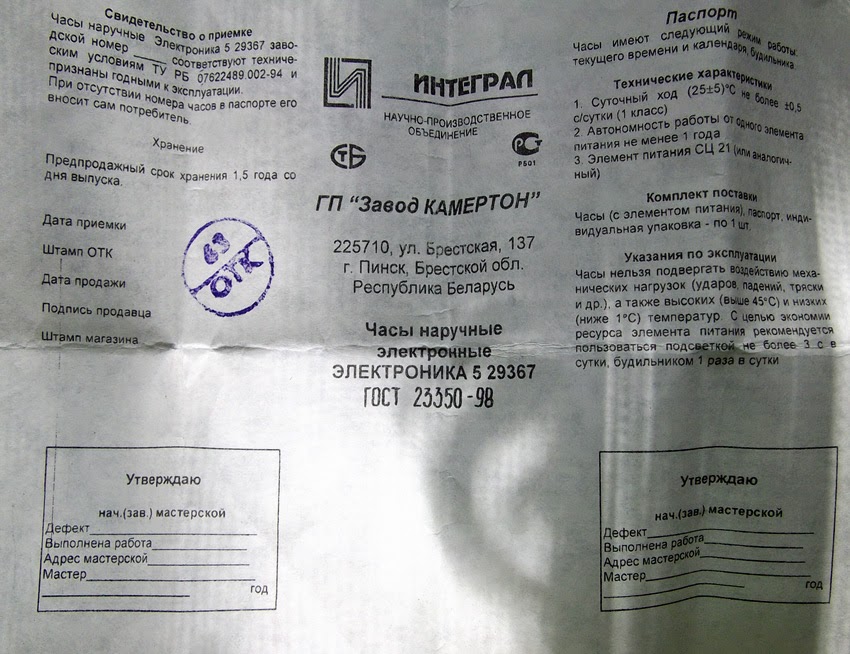 Свидетельство о приемке
Часы наручные Электроника 5 29367 заво-
дской номер _____ соответствуют техниче-
ским условиям ТУ РБ 07622489.002-94 и
признаны годными к эксплуатации.
При отсутствии номера часов в паспорте его
вносит сам потребитель.
Хранение
Предпродажный срок хранения 1,5 года со
дня выпуска.
Дата приемки
Штамп ОТК
Дата продажи
Подпись продавца
Штамп магазина
63
ОТК
ИНТЕГРАЛ
НАУЧНО-ПРОИЗВОДСТВЕННОЕ
ОБЪЕДИНЕНИЕ
СТБ
РСТ
Р501
ГП "Завод КАМЕРТОН"
225710, ул. Брестская, 137
г. Пинск, Брестской обл.
Республика Беларусь
Часы наручные
электронные
ЭЛЕКТРОНИКА 5 29367
ГОСТ 23350-98
Паспорт
Часы имеют следующий режим работы:
текущего времени и календаря, будильника.
Технические характеристики
1. Суточный ход (25±5)°С не более ±0,5
с/сутки (1 класс)
2. Автономность работы от одного элемента
питания не менее 1 года
3. Элемент питания СЦ 21 (или аналогич-
ный)
Комплект поставки
Часы (с элементом питания), паспорт, инди-
видуальная упаковка - по 1 шт.
Указания по эксплуатации
Часы нельзя подвергать воздействию меха-
нических нагрузок (ударов, падений, тряски
и др.), а также высоких (выше 45°С) и низких
(ниже 1°С) температур. С целью экономии
ресурса элемента питания рекомендуется
пользоваться подсветкой не более 3 с в
сутки, будильником 1 раза в сутки
Утверждаю
нач.(зав.) мастерской
Дефект
Выполнена работа
Адрес мастерской
Мастер
год
Утверждаю
нач.(зав.) мастерской
Дефект
Выполнена работа
Адрес мастерской
Мастер
год